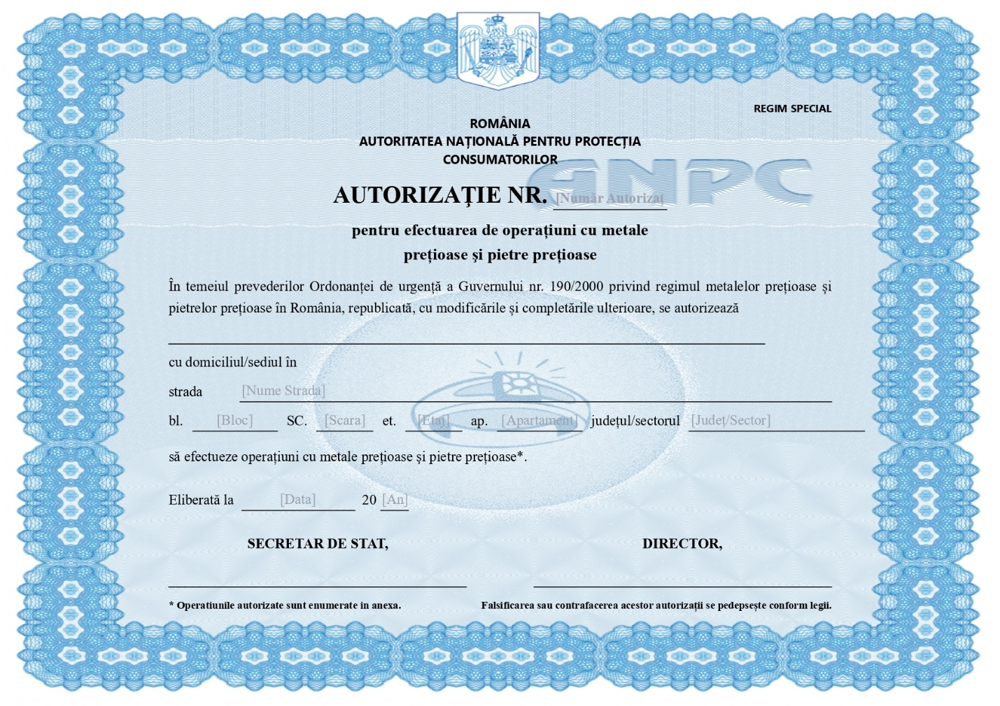 REGIM SPECIAL
ROMÂNIA
AUTORITATEA NAȚIONALĂ PENTRU PROTECȚIA
CONSUMATORILOR
ANPC
AUTORIZAŢIE NR. [Număr Autorizaț
pentru efectuarea de operațiuni cu metale
prețioase şi pietre prețioase
În temeiul prevederilor Ordonanței de urgență a Guvernului nr. 190/2000 privind regimul metalelor prețioase și
pietrelor prețioase în România, republicată, cu modificările și completările ulterioare, se autorizează
cu domiciliul/sediul în
strada [Nume Strada]
bl. [Bloc] SC. [Scara] et. [Etaj] ap. [Apartament] județul/sectorul [Județ/Sector]
să efectueze operațiuni cu metale prețioase şi pietre prețioase*.
Eliberată la [Data] 20 [An]
SECRETAR DE STAT, DIRECTOR,
* Operatiunile autorizate sunt enumerate in anexa. Falsificarea sau contrafacerea acestor autorizații se pedepsește conform legii.